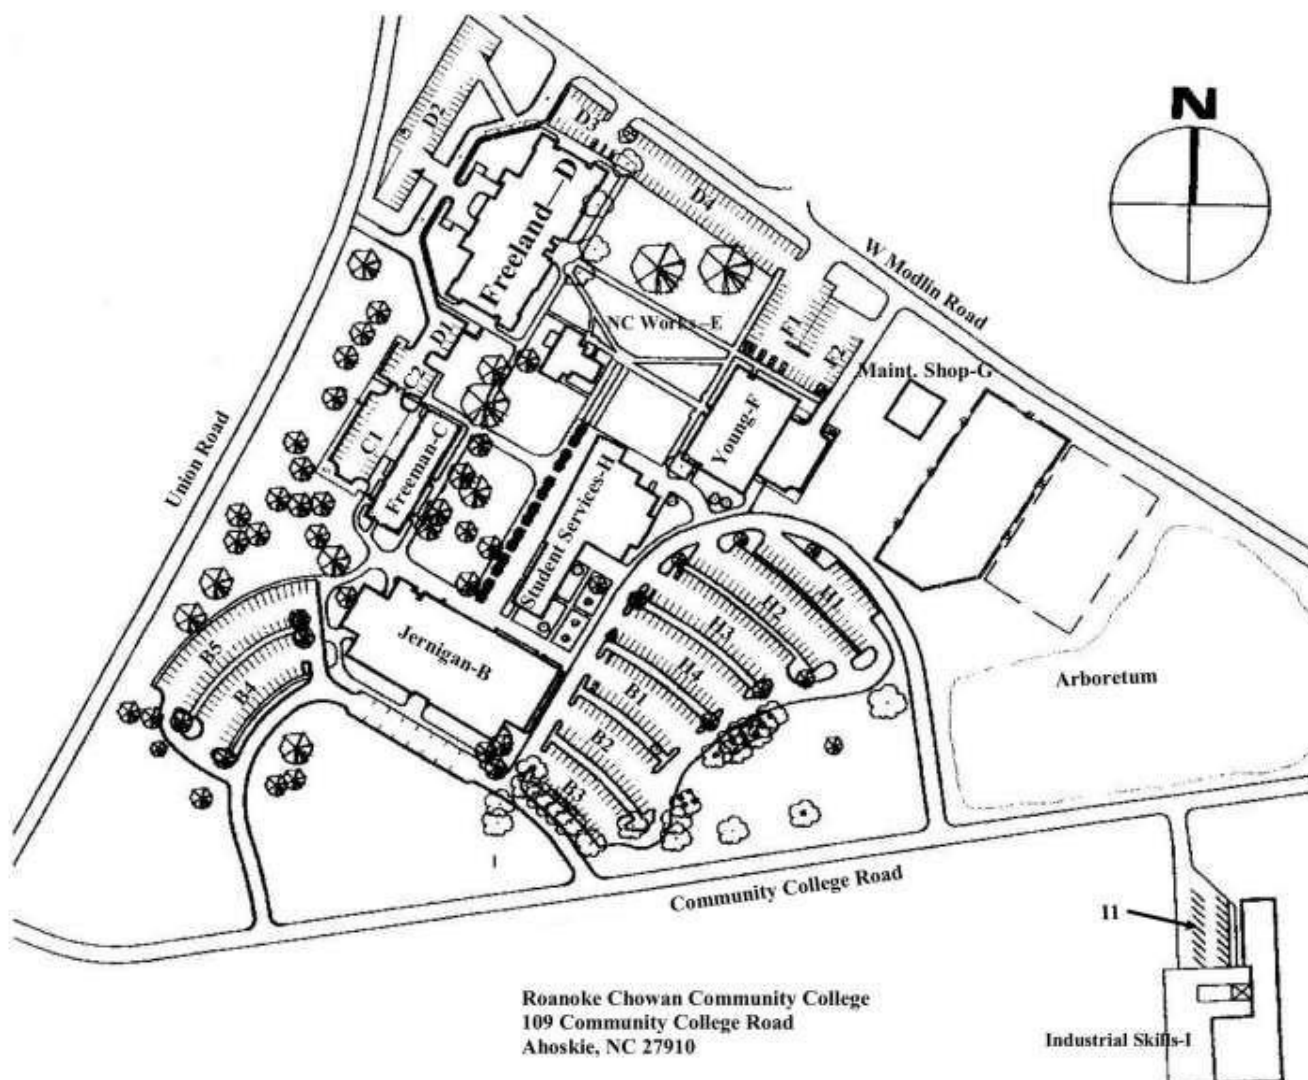 N
D2
D3
D4
Freeland—D
W Modlin Road
NC Works–E
D1
F1
F2
Maint. Shop-G
C2
C1
Freeman-C
Union Road
Young-F
Student Services-H
H1
H2
H3
H4
Jernigan-B
B5
B4
B1
B2
B3
Arboretum
Community College Road
I1
Industrial Skills-I
Roanoke Chowan Community College
109 Community College Road
Ahoskie, NC 27910